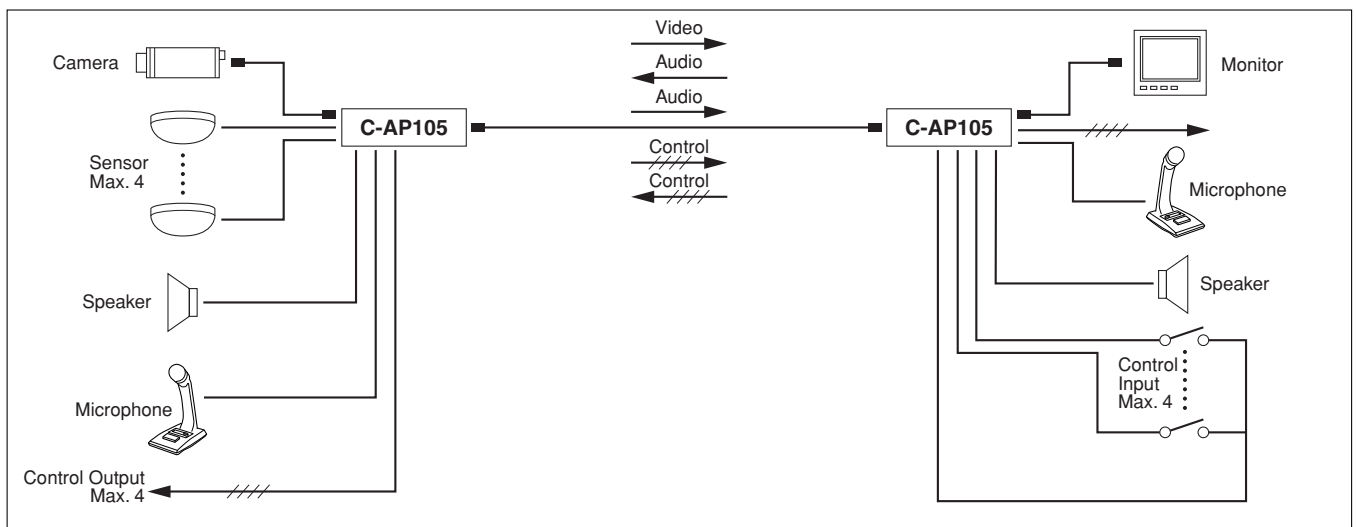 Video
Audio
Audio
Camera
Monitor
C-AP105
C-AP105
Sensor
Max. 4
Control
Control
Microphone
Speaker
Speaker
Control
Input
Max. 4
Microphone
Control Output
Max. 4